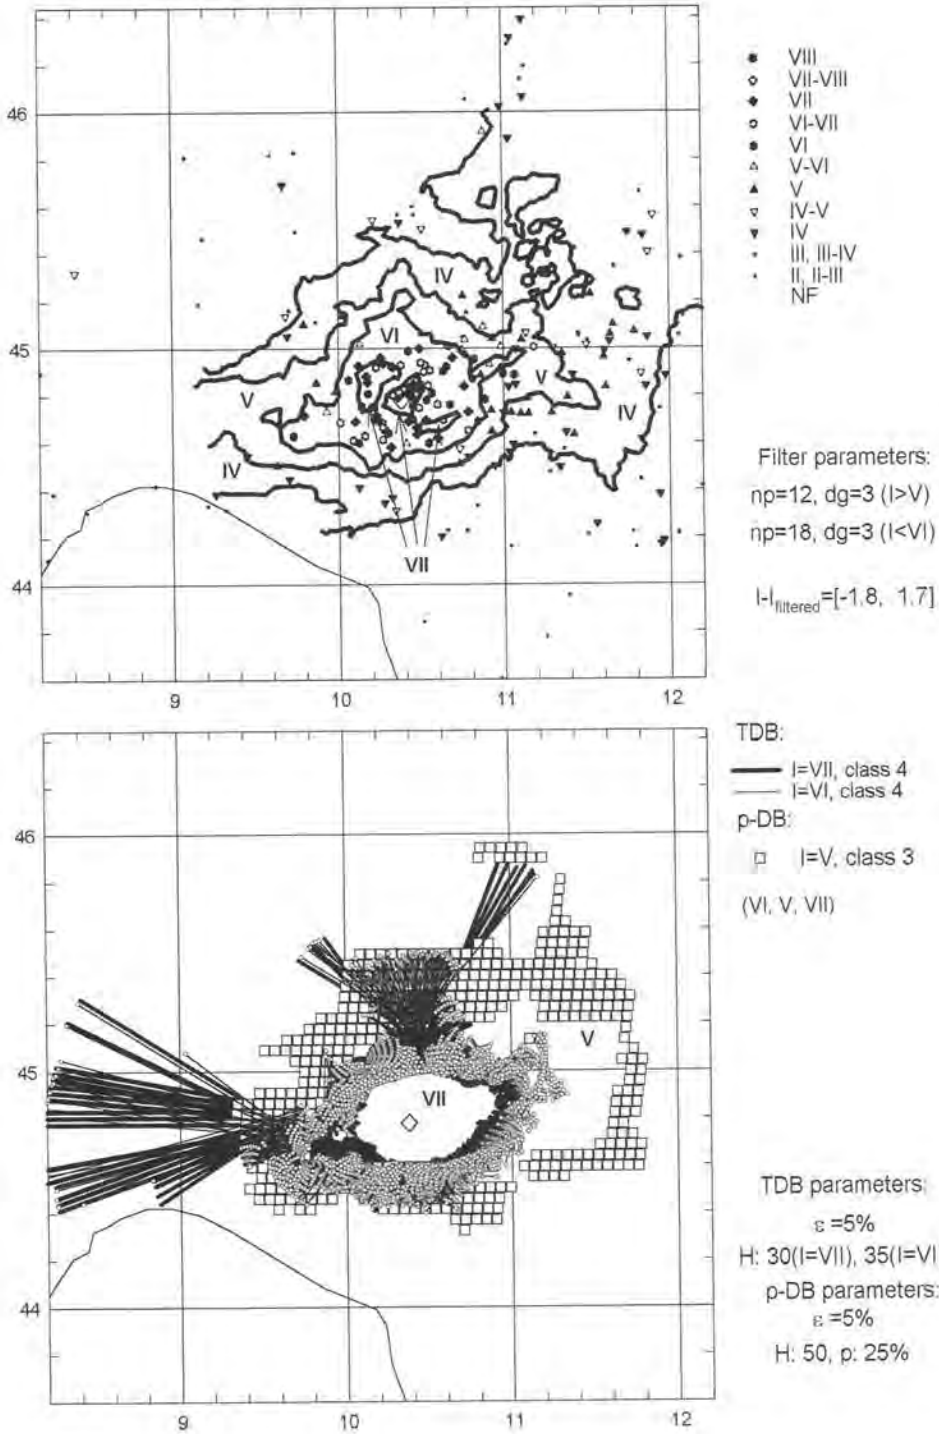 46
45
44
9
10
11
12
IV
VI
V
V
IV
IV
VII
VIII
VII-VIII
VII
VI-VII
VI
V-VI
V
IV-V
IV
III, III-IV
II, II-III
NF
Filter parameters:
np=12, dg=3 (I>V)
np=18, dg=3 (I<VI)
I-Ifiltered=[-1.8, 1.7]
46
45
44
9
10
11
12
V
VII
TDB:
I=VII, class 4
I=VI, class 4
p-DB:
I=V, class 3
(VI, V, VII)
TDB parameters:
ε =5%
H: 30(I=VII), 35(I=VI
p-DB parameters:
ε =5%
H: 50, p: 25%